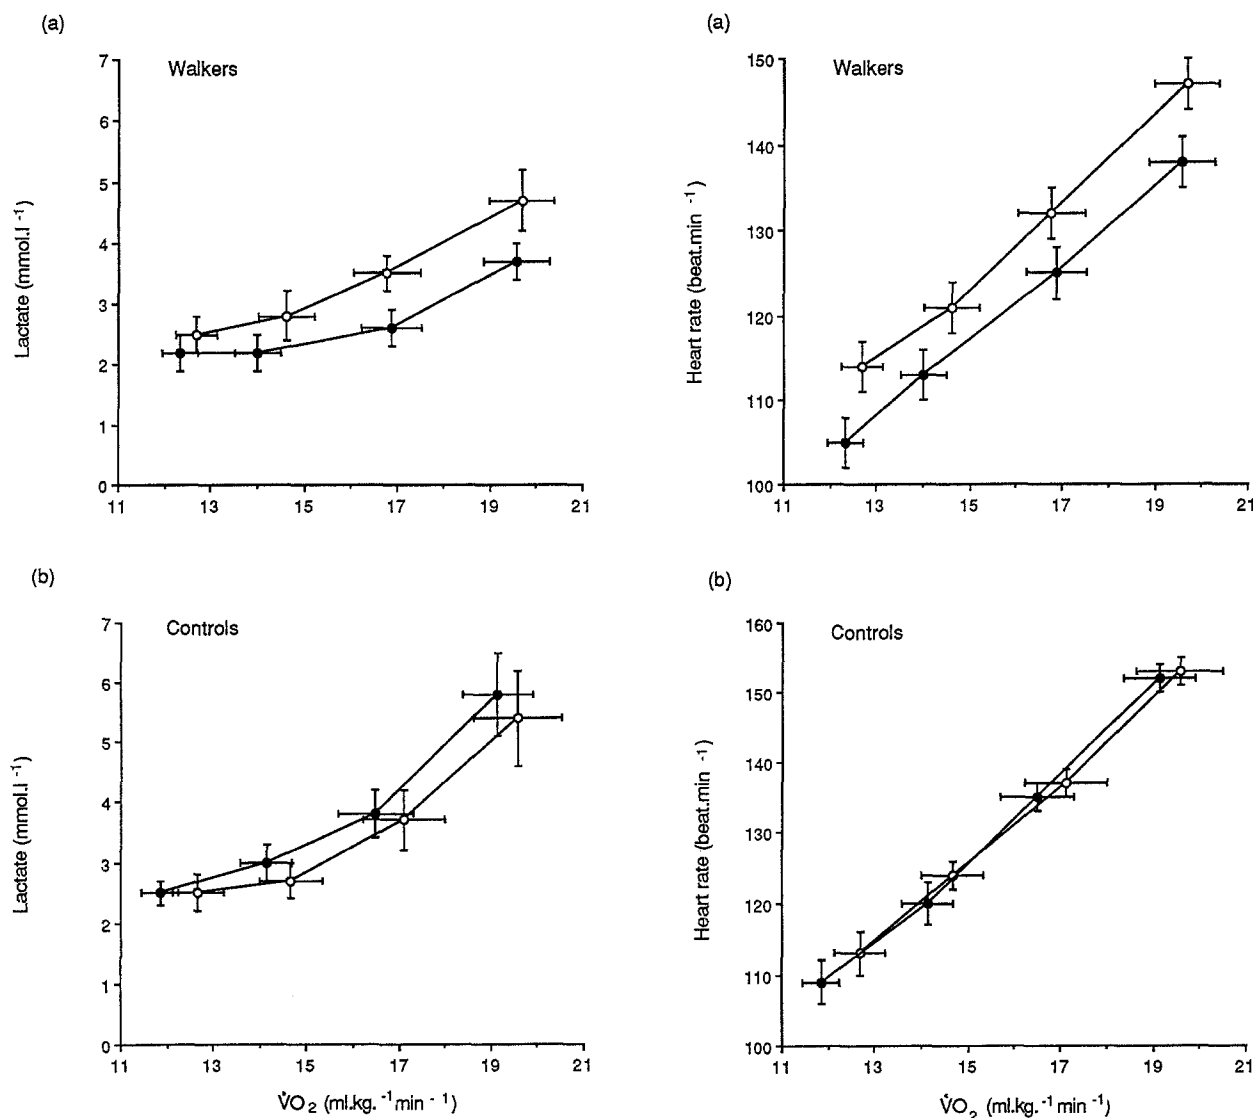 (a)
Walkers
Lactate (mmol.l -1)
7
6
5
4
3
2
1
0
11 13 15 17 19 21
(a)
Walkers
Heart rate (beat.min -1)
150
140
130
120
110
100
11 13 15 17 19 21
(b)
Controls
Lactate (mmol.l -1)
7
6
5
4
3
2
1
0
11 13 15 17 19 21
V̇O2 (ml.kg.-1min-1)
(b)
Controls
Heart rate (beat.min -1)
160
150
140
130
120
110
100
11 13 15 17 19 21
V̇O2 (ml.kg.-1min-1)